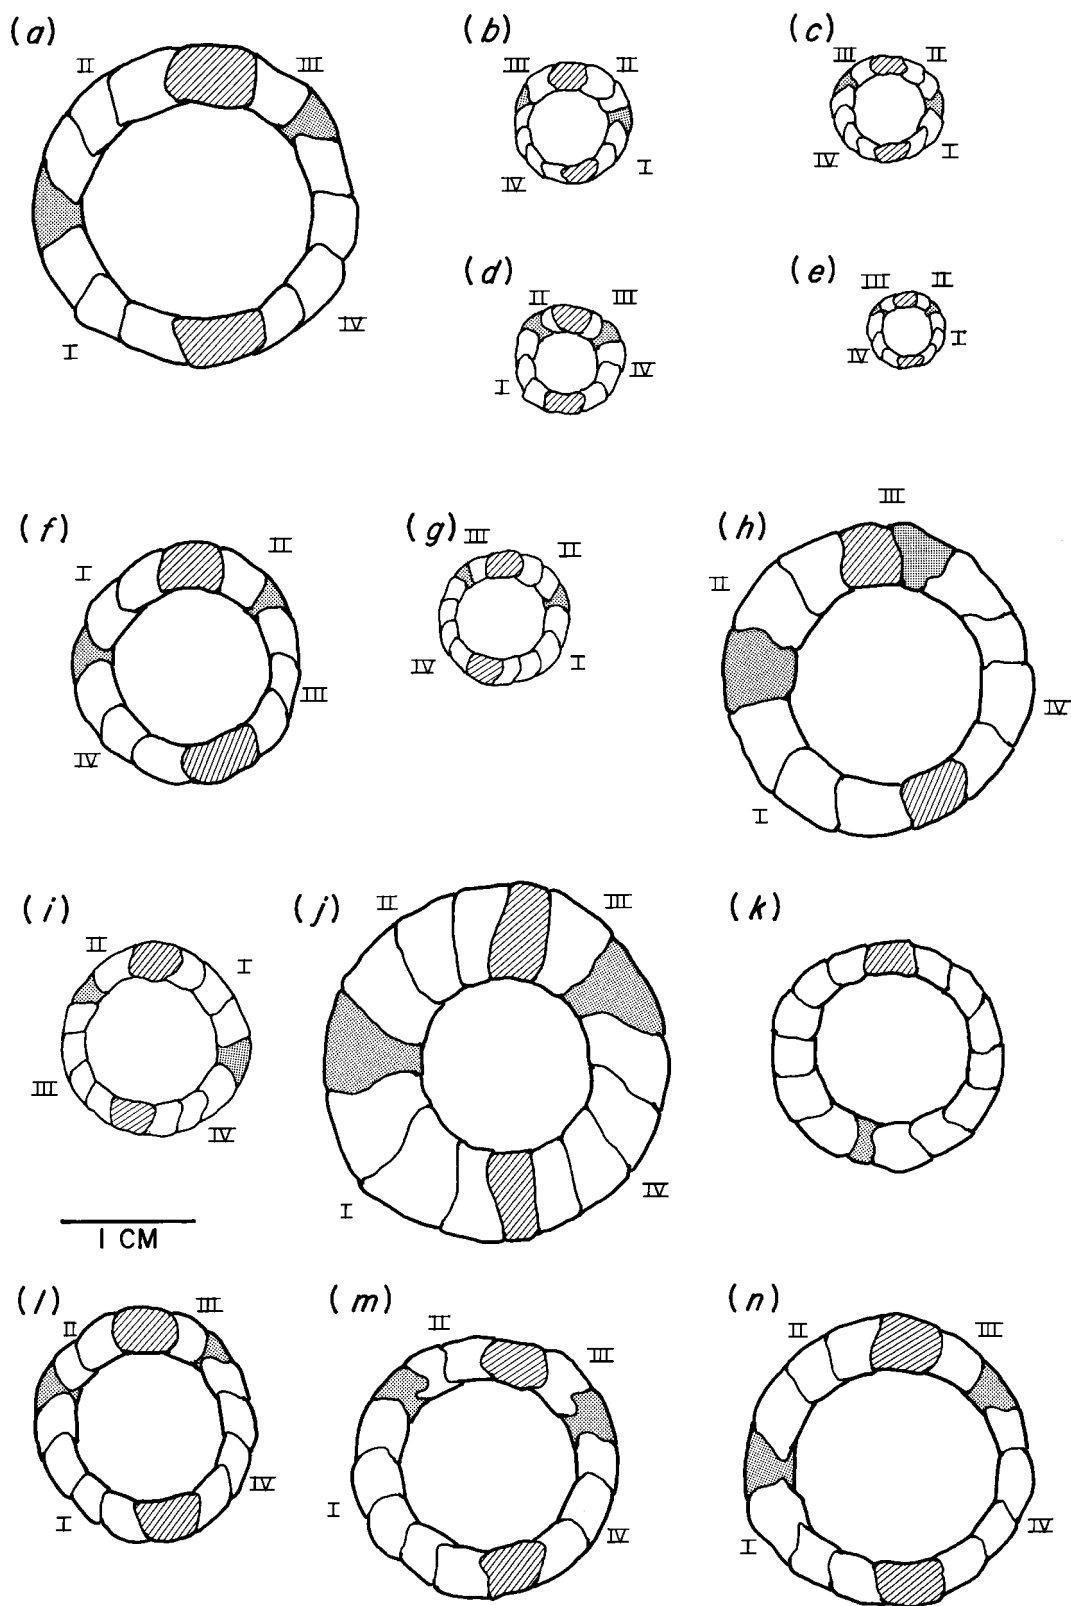 (a) II III
(b) III II IV I
(c) III II IV I
I IV
(d) II III I IV
(e) III II IV I
(f) I II III IV
(g) III II IV I
(h) III II IV I
(i) II I III IV
(j) II III I IV
(k)
1 CM
(l) II III I IV
(m) II III I IV
(n) II III I IV